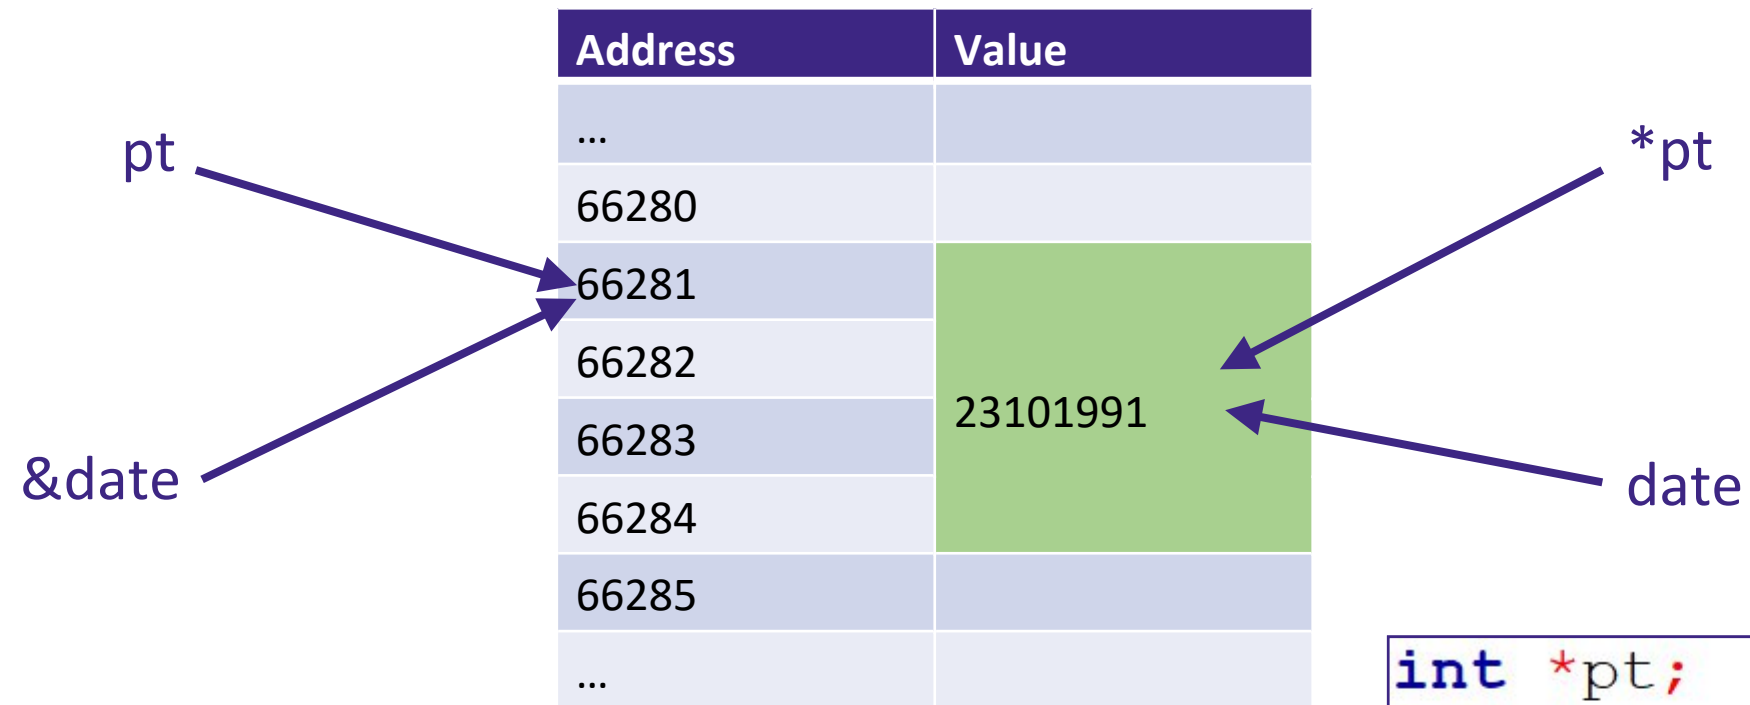 Address Value
...
pt
*pt
66280
66281
66282
23101991
66283
&date
date
66284
66285
...
int *pt;